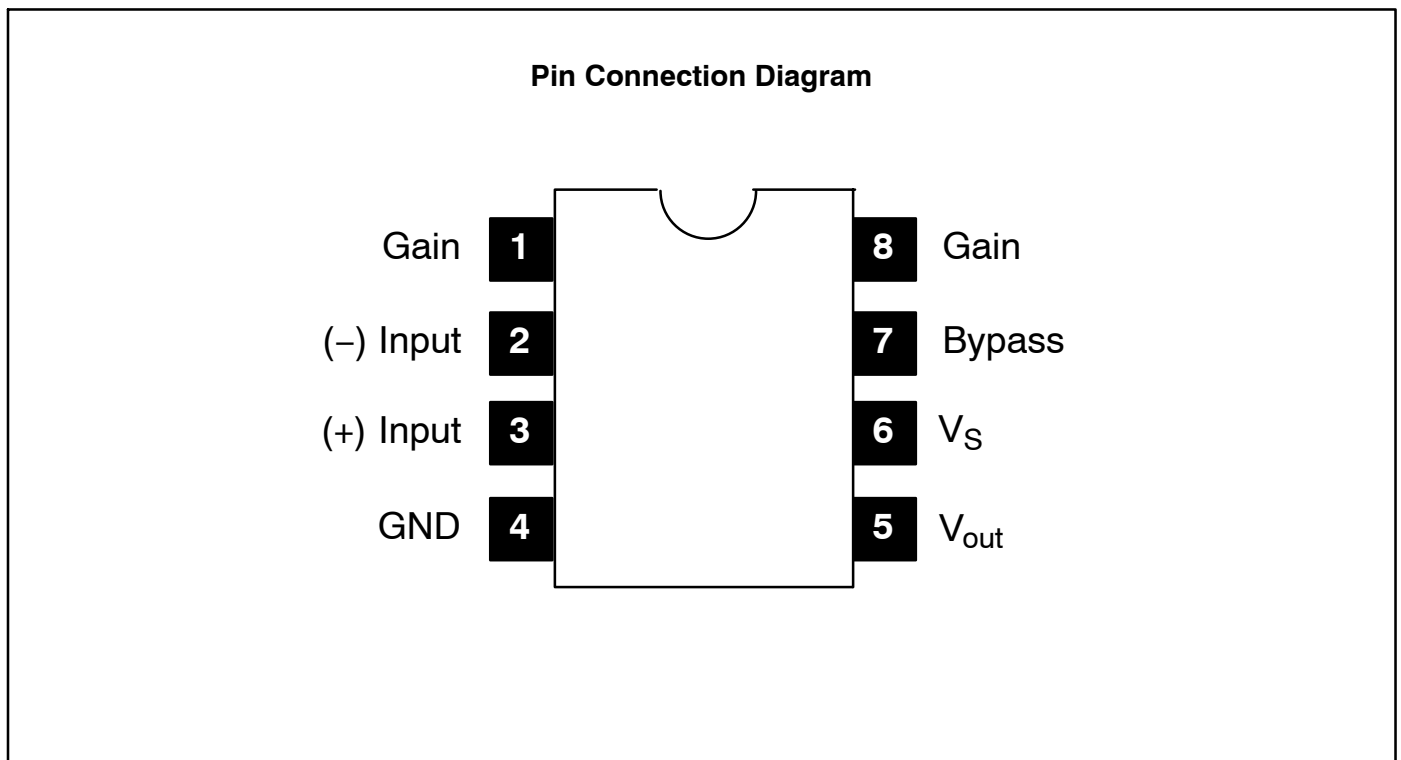 Pin Connection Diagram
Gain 1 8 Gain
(−) Input 2 7 Bypass
(+) Input 3 6 VS
GND 4 5 Vout